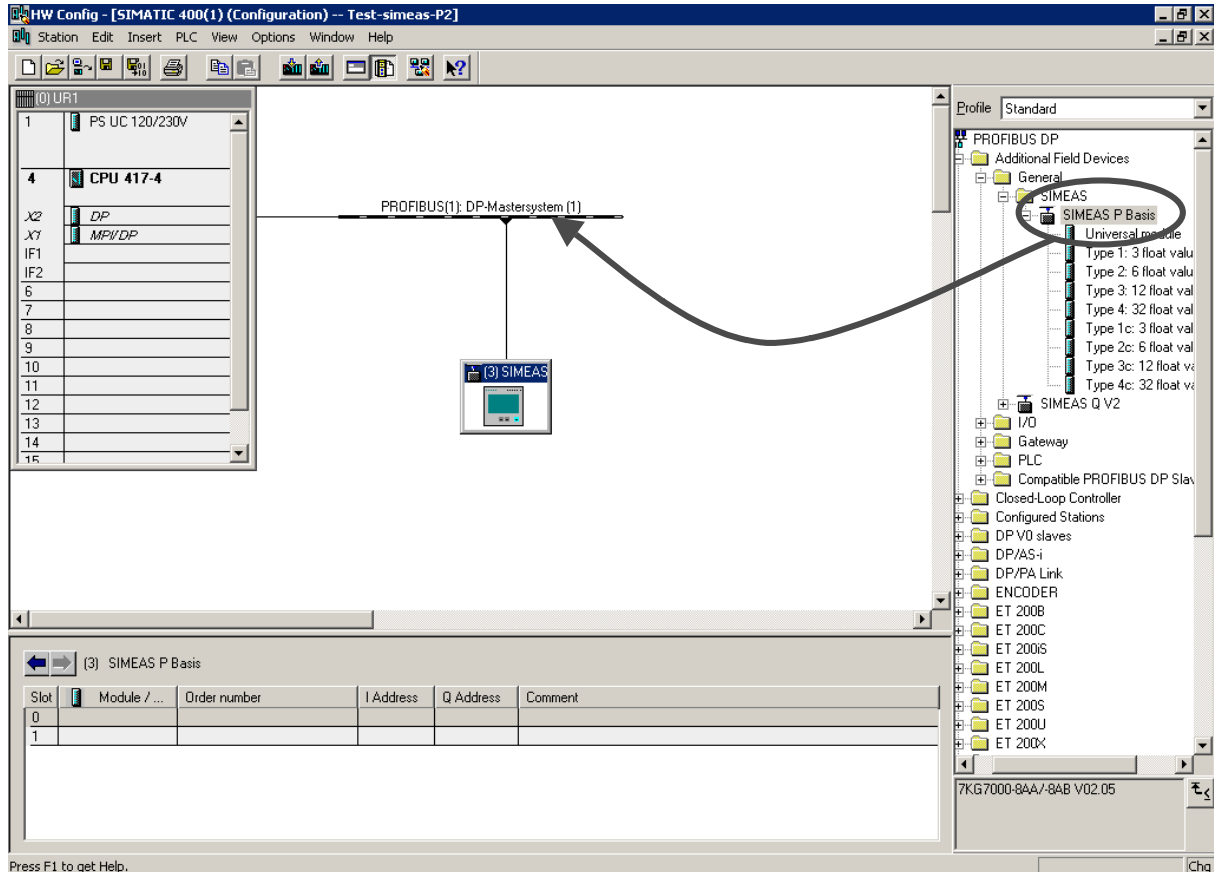 HW Config - [SIMATIC 400(1) (Configuration) -- Test-simeas-P2]
Station Edit Insert PLC View Options Window Help
(0) UR1
1 PS UC 120/230V
4 CPU 417-4
X2 DP
X1 MPI/DP
IF1
IF2
6
7
8
9
10
11
12
13
14
15
PROFIBUS(1): DP-Mastersystem (1)
(3) SIMEAS
Profile Standard
PROFIBUS DP
Additional Field Devices
General
SIMEAS
SIMEAS P Basis
Universal module
Type 1: 3 float valu
Type 2: 6 float valu
Type 3: 12 float val
Type 4: 32 float val
Type 1c: 3 float val
Type 2c: 6 float val
Type 3c: 12 float va
Type 4c: 32 float va
SIMEAS Q V2
I/O
Gateway
PLC
Compatible PROFIBUS DP Slav
Closed-Loop Controller
Configured Stations
DP V0 slaves
DP/AS-i
DP/PA Link
ENCODER
ET 200B
ET 200C
ET 200iS
ET 200L
ET 200M
ET 200S
ET 200U
ET 200X
7KG7000-8AA/-8AB V02.05
(3) SIMEAS P Basis
Slot Module / ... Order number I Address Q Address Comment
0
1
Press F1 to get Help.
Chg